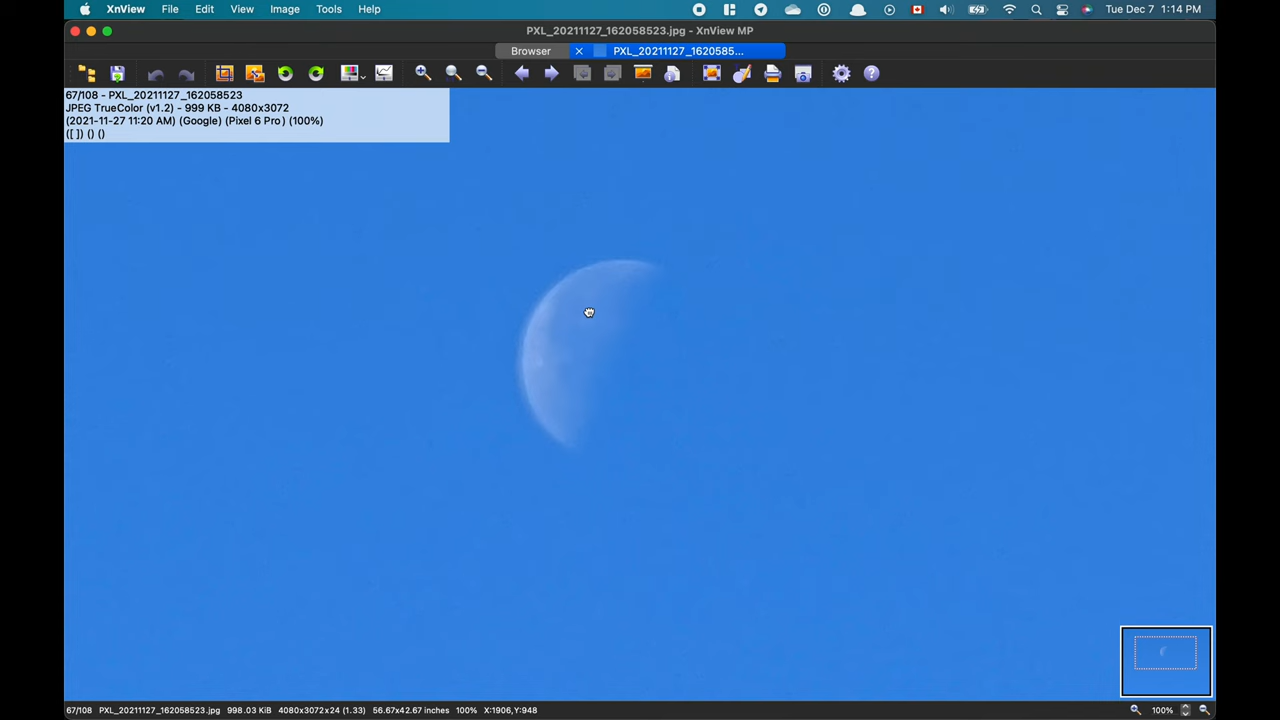 XnView File Edit View Image Tools Help Tue Dec 7 1:14 PM
PXL_20211127_162058523.jpg - XnView MP
Browser PXL_20211127_1620585...
67/108 - PXL_20211127_162058523
JPEG TrueColor (v1.2) - 999 KB - 4080x3072
(2021-11-27 11:20 AM) (Google) (Pixel 6 Pro) (100%)
([ ]) () ()
67/108 PXL_20211127_162058523.jpg 998.03 KiB 4080x3072x24 (1.33) 56.67x42.67 inches 100% X:1906,Y:948 100%